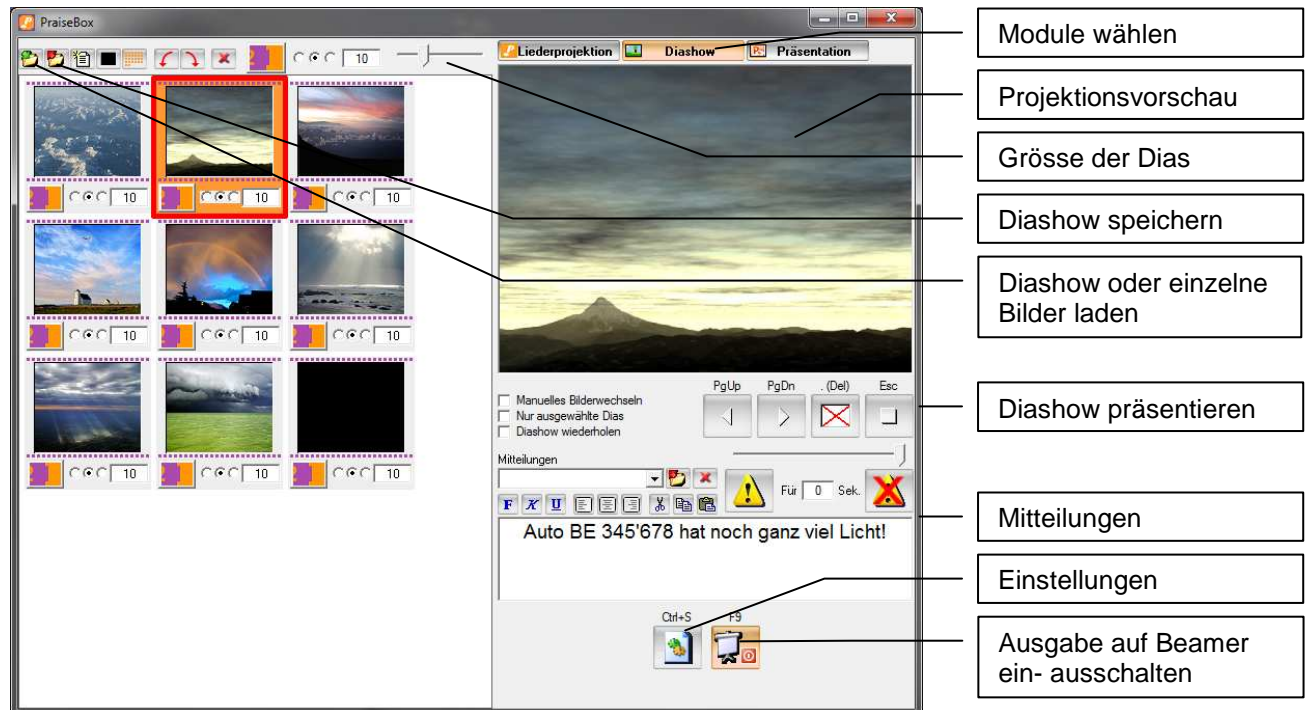 PraiseBox
10
Liederprojektion Diashow Präsentation
10 10 10
10 10 10
10 10 10
PgUp PgDn . (Del) Esc
Manuelles Bilderwechseln
Nur ausgewählte Dias
Diashow wiederholen
Mitteilungen
Für 0 Sek.
F K U
Auto BE 345'678 hat noch ganz viel Licht!
Ctrl+S F9
Module wählen
Projektionsvorschau
Grösse der Dias
Diashow speichern
Diashow oder einzelne
Bilder laden
Diashow präsentieren
Mitteilungen
Einstellungen
Ausgabe auf Beamer
ein- ausschalten